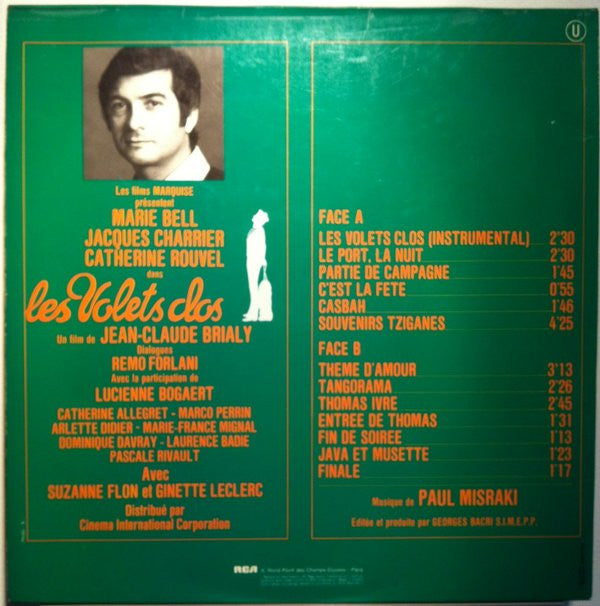 U
Les films MARQUISE
présentent
MARIE BELL
JACQUES CHARRIER
CATHERINE ROUVEL
dans
les Volets clos
Un film de JEAN-CLAUDE BRIALY
Dialogues
REMO FORLANI
Avec la participation de
LUCIENNE BOGAERT
CATHERINE ALLEGRET - MARCO PERRIN
ARLETTE DIDIER - MARIE-FRANCE MIGNAL
DOMINIQUE DAVRAY - LAURENCE BADIE
PASCALE RIVAULT
Avec
SUZANNE FLON et GINETTE LECLERC
Distribué par
Cinema International Corporation
FACE A
LES VOLETS CLOS (INSTRUMENTAL) 2'30
LE PORT, LA NUIT 2'30
PARTIE DE CAMPAGNE 1'45
C'EST LA FETE 0'55
CASBAH 1'46
SOUVENIRS TZIGANES 4'25
FACE B
THEME D'AMOUR 3'13
TANGORAMA 2'26
THOMAS IVRE 2'45
ENTREE DE THOMAS 1'31
FIN DE SOIREE 1'13
JAVA ET MUSETTE 1'23
FINALE 1'17
Musique de PAUL MISRAKI
Editée et produite par GEORGES BACRI S.I.M.E.P.P.
RCA Rond-Point des Champs-Elysées - Paris